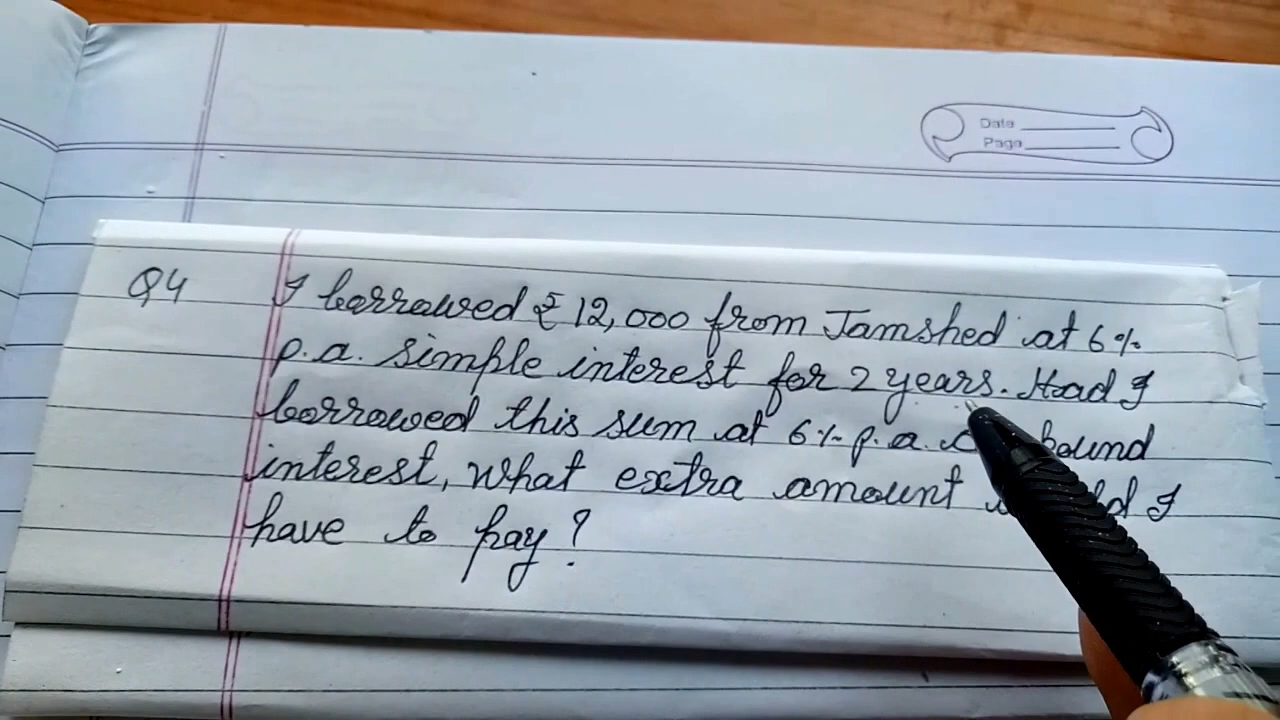 Date
Page
Q4 I borrowed ₹ 12,000 from Jamshed at 6%
p.a. simple interest for 2 years. Had I
borrowed this sum at 6% p.a.
interest, what extra amount I
have to pay?